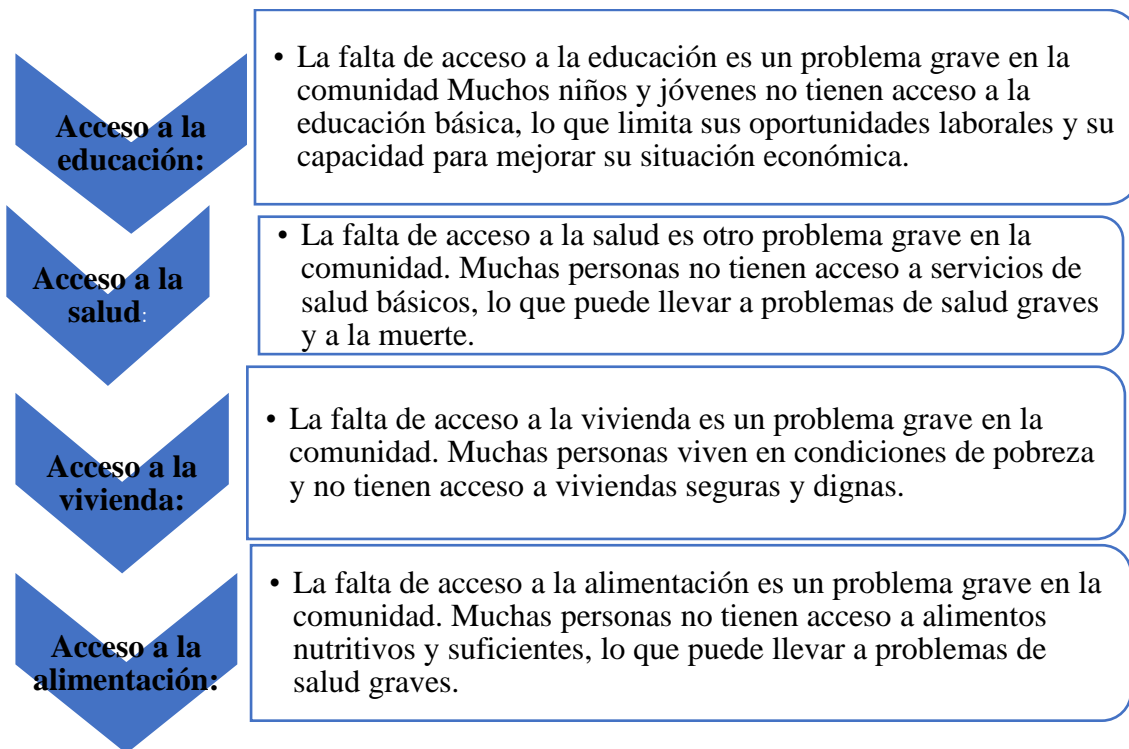 Acceso a la
educación:
• La falta de acceso a la educación es un problema grave en la
comunidad Muchos niños y jóvenes no tienen acceso a la
educación básica, lo que limita sus oportunidades laborales y su
capacidad para mejorar su situación económica.
Acceso a la
salud:
• La falta de acceso a la salud es otro problema grave en la
comunidad. Muchas personas no tienen acceso a servicios de
salud básicos, lo que puede llevar a problemas de salud graves
y a la muerte.
Acceso a la
vivienda:
• La falta de acceso a la vivienda es un problema grave en la
comunidad. Muchas personas viven en condiciones de pobreza
y no tienen acceso a viviendas seguras y dignas.
Acceso a la
alimentación:
• La falta de acceso a la alimentación es un problema grave en la
comunidad. Muchas personas no tienen acceso a alimentos
nutritivos y suficientes, lo que puede llevar a problemas de
salud graves.